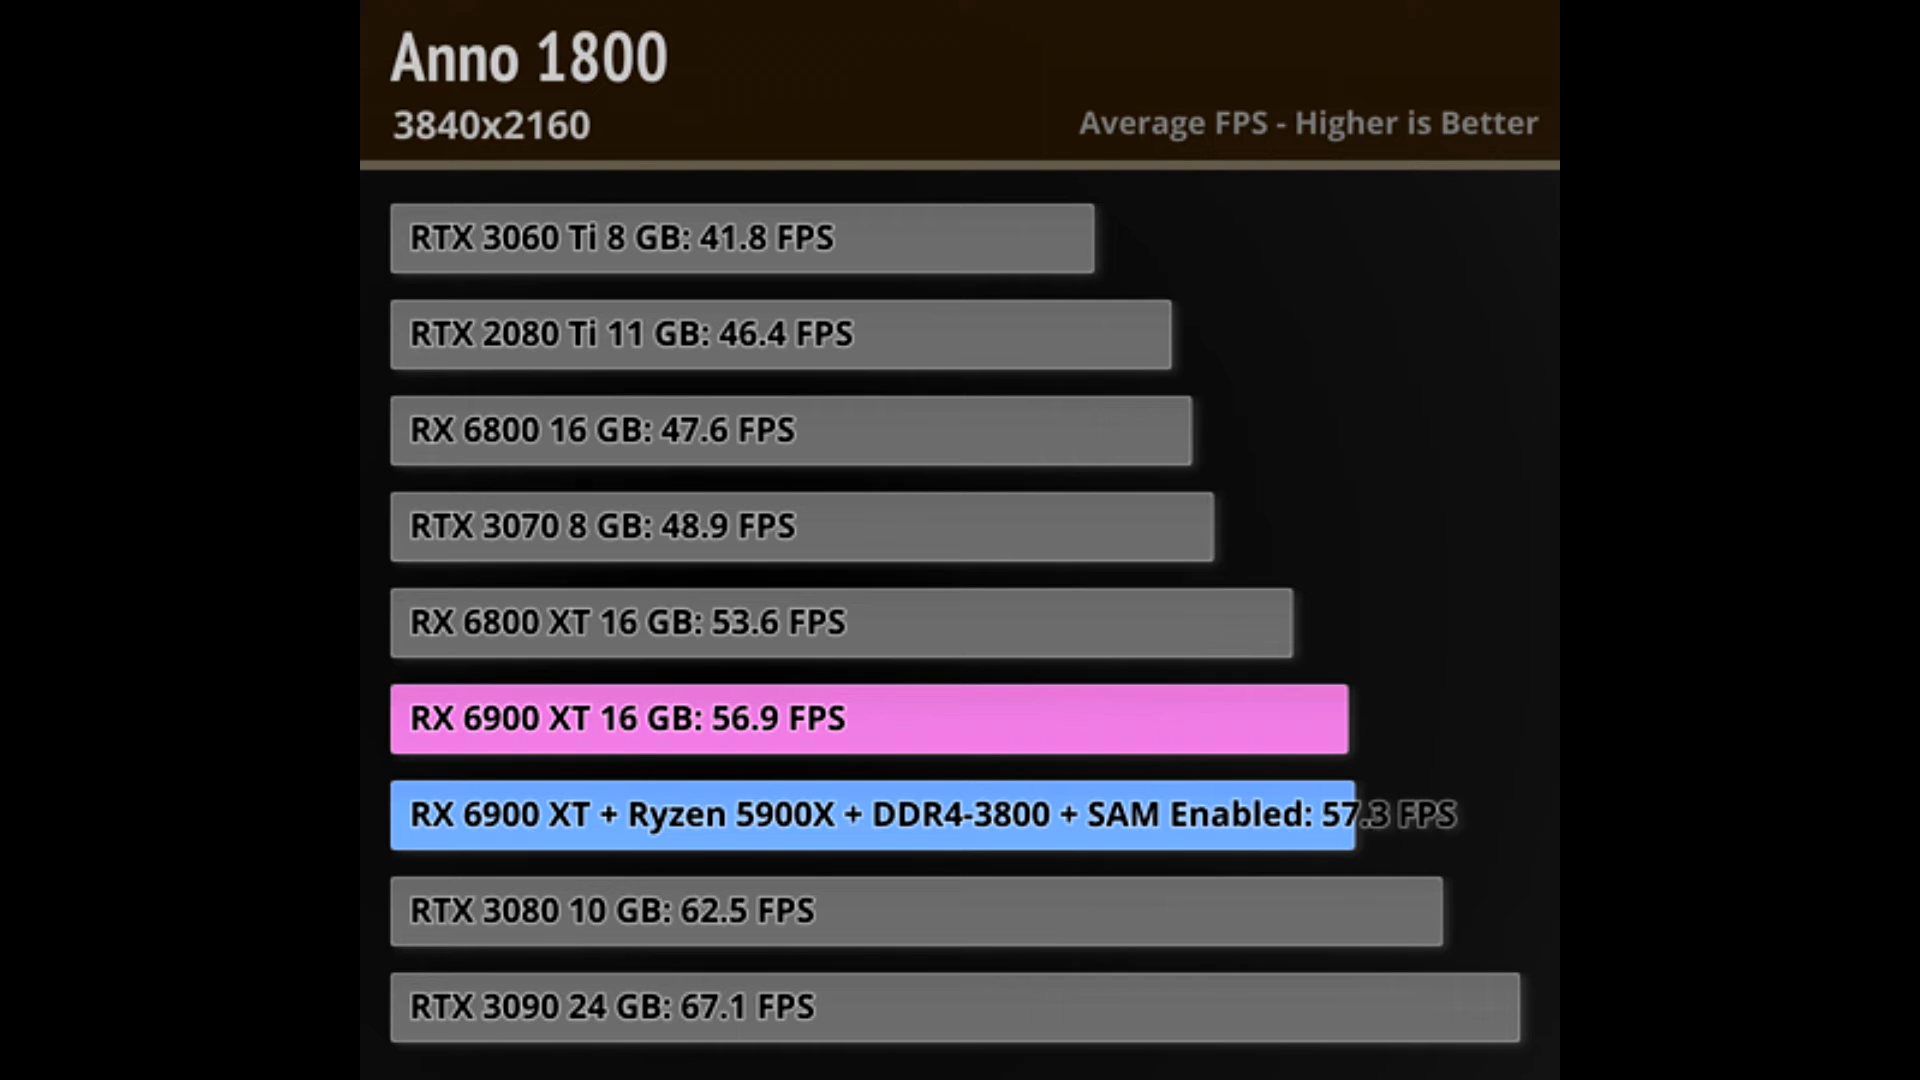 Anno 1800
3840x2160
Average FPS - Higher is Better
RTX 3060 Ti 8 GB: 41.8 FPS
RTX 2080 Ti 11 GB: 46.4 FPS
RX 6800 16 GB: 47.6 FPS
RTX 3070 8 GB: 48.9 FPS
RX 6800 XT 16 GB: 53.6 FPS
RX 6900 XT 16 GB: 56.9 FPS
RX 6900 XT + Ryzen 5900X + DDR4-3800 + SAM Enabled: 57.3 FPS
RTX 3080 10 GB: 62.5 FPS
RTX 3090 24 GB: 67.1 FPS